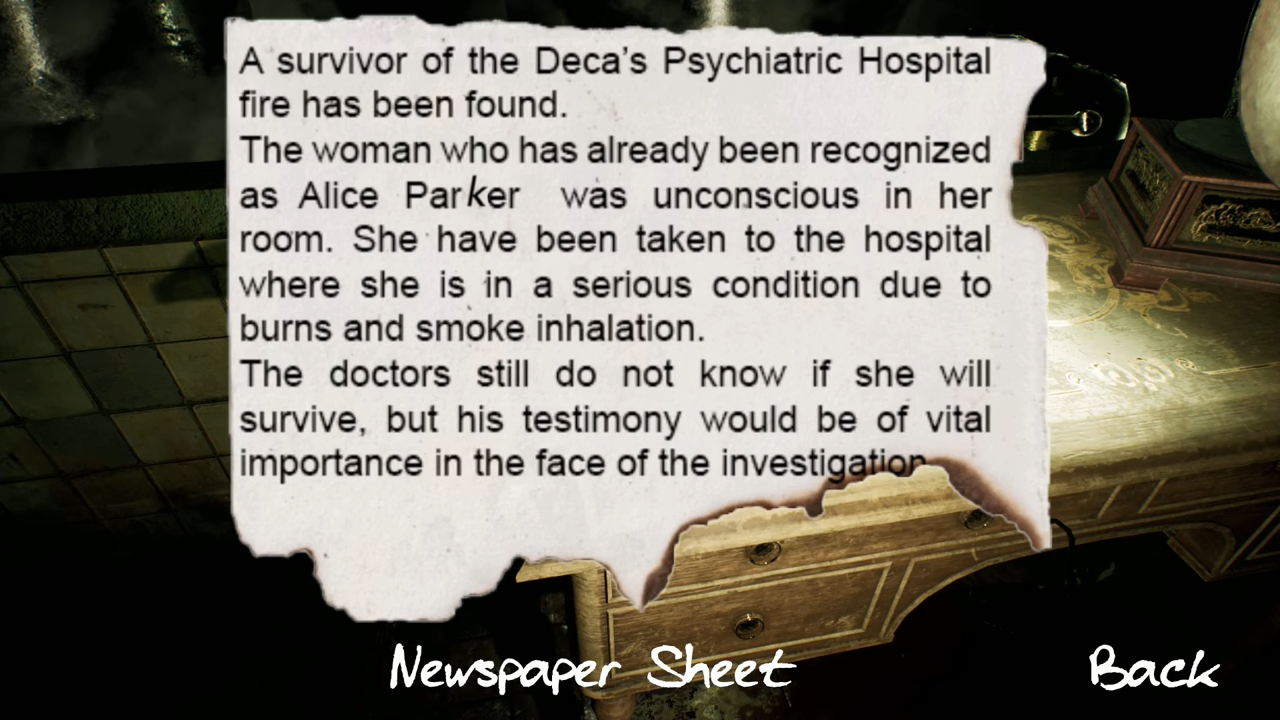 A survivor of the Deca's Psychiatric Hospital
fire has been found.
The woman who has already been recognized
as Alice Parker was unconscious in her
room. She have been taken to the hospital
where she is in a serious condition due to
burns and smoke inhalation.
The doctors still do not know if she will
survive, but his testimony would be of vital
importance in the face of the investigation
Newspaper Sheet
Back